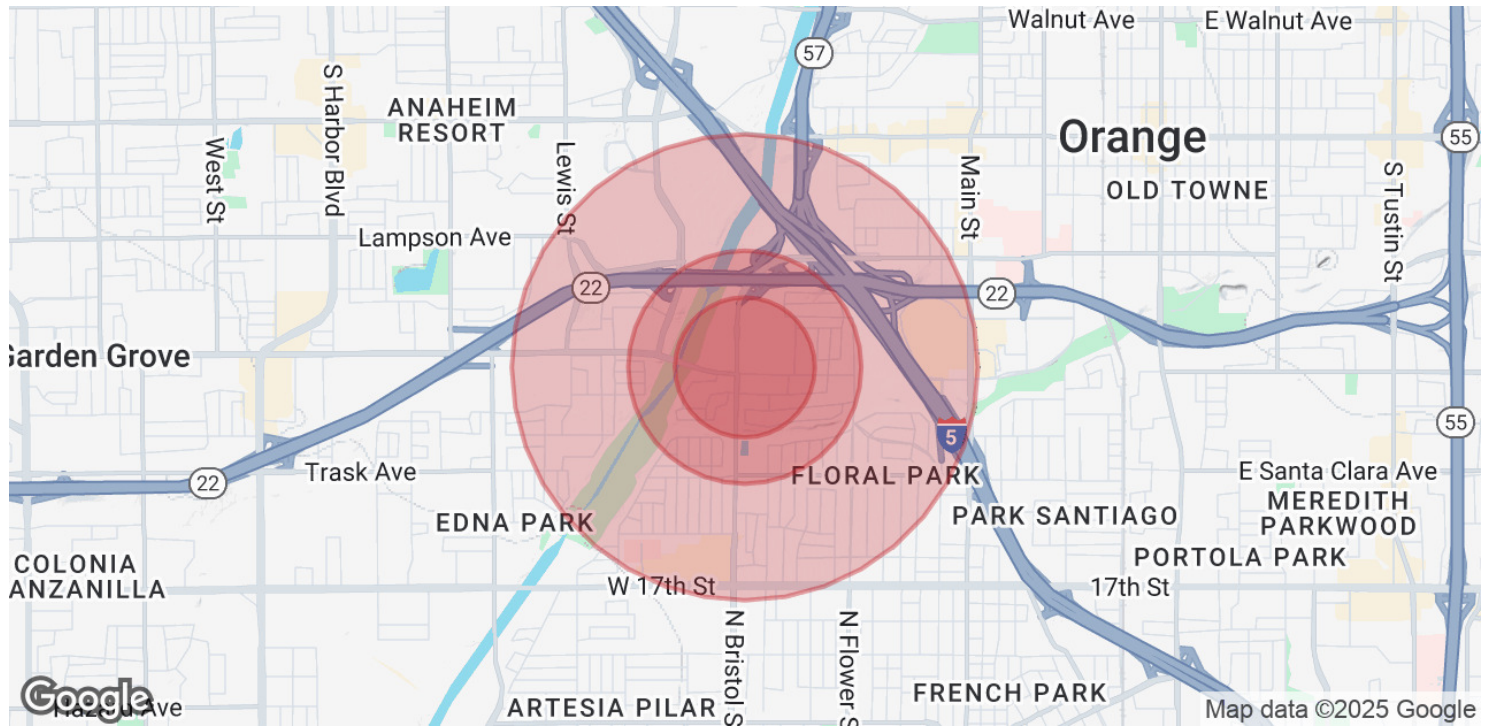 Walnut Ave
E Walnut Ave
57
S Harbor Blvd
ANAHEIM
RESORT
Orange
55
West St
Lewis St
Main St
S Tustin St
OLD TOWNE
Lampson Ave
22
22
Garden Grove
55
5
Trask Ave
FLORAL PARK
E Santa Clara Ave
22
MEREDITH
PARKWOOD
EDNA PARK
PARK SANTIAGO
PORTOLA PARK
COLONIA
ANZANILLA
W 17th St
17th St
N Bristol S
N Flower S
FRENCH PARK
ARTESIA PILAR
Google
Ave
Map data ©2025 Google